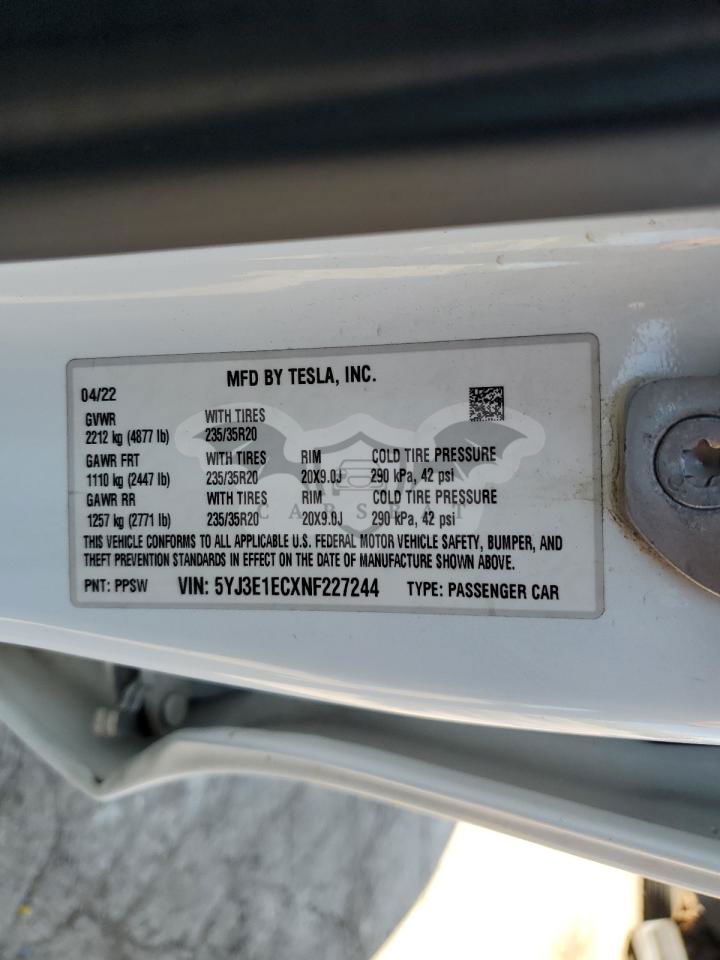 MFD BY TESLA, INC.
04/22
GVWR WITH TIRES
2212 kg (4877 lb) 235/35R20
GAWR FRT WITH TIRES RIM COLD TIRE PRESSURE
1110 kg (2447 lb) 235/35R20 20X9.0J 290 kPa, 42 psi
GAWR RR WITH TIRES RIM COLD TIRE PRESSURE
1257 kg (2771 lb) 235/35R20 20X9.0J 290 kPa, 42 psi
THIS VEHICLE CONFORMS TO ALL APPLICABLE U.S. FEDERAL MOTOR VEHICLE SAFETY, BUMPER, AND
THEFT PREVENTION STANDARDS IN EFFECT ON THE DATE OF MANUFACTURE SHOWN ABOVE.
PNT: PPSW VIN: 5YJ3E1ECXNF227244 TYPE: PASSENGER CAR